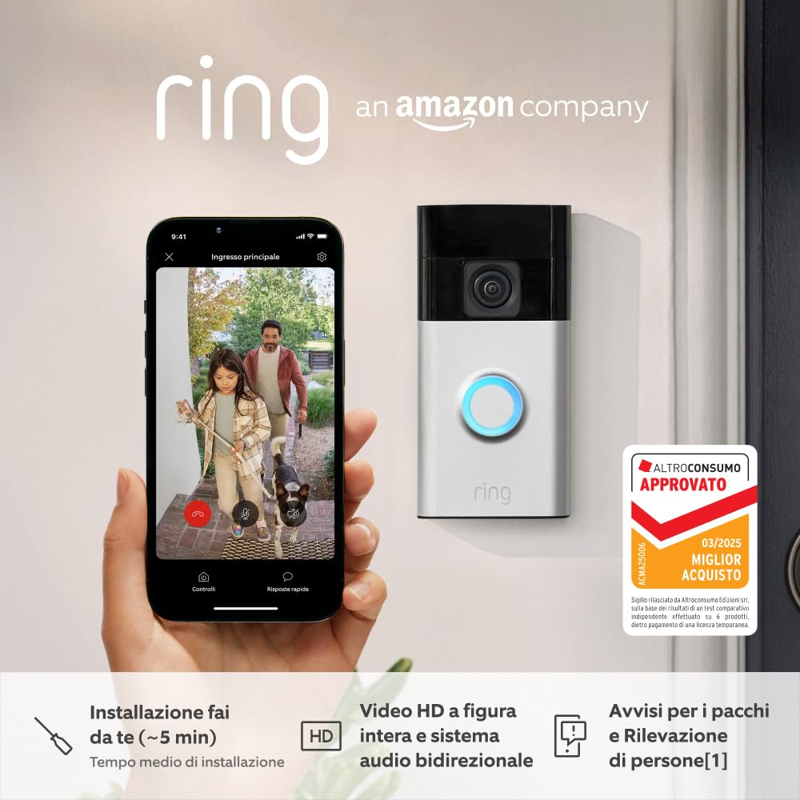 ring an amazon company
9:41
Ingresso principale
Controlli
Risposte rapide
ring
ALTROCONSUMO
APPROVATO
03/2025
MIGLIOR
ACQUISTO
ACMA25006
Sigillo rilasciato da Altroconsumo Edizioni srl,
sulla base dei risultati di un test comparativo
indipendente effettuato su 6 prodotti,
dietro pagamento di una licenza temporanea.
Installazione fai
da te (~5 min)
Tempo medio di installazione
HD
Video HD a figura
intera e sistema
audio bidirezionale
Avvisi per i pacchi
e Rilevazione
di persone[1]